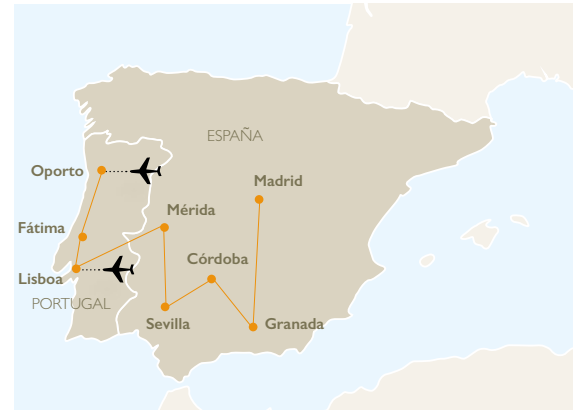 ESPAÑA
Oporto
Madrid
Mérida
Fátima
Córdoba
Lisboa
PORTUGAL
Sevilla
Granada